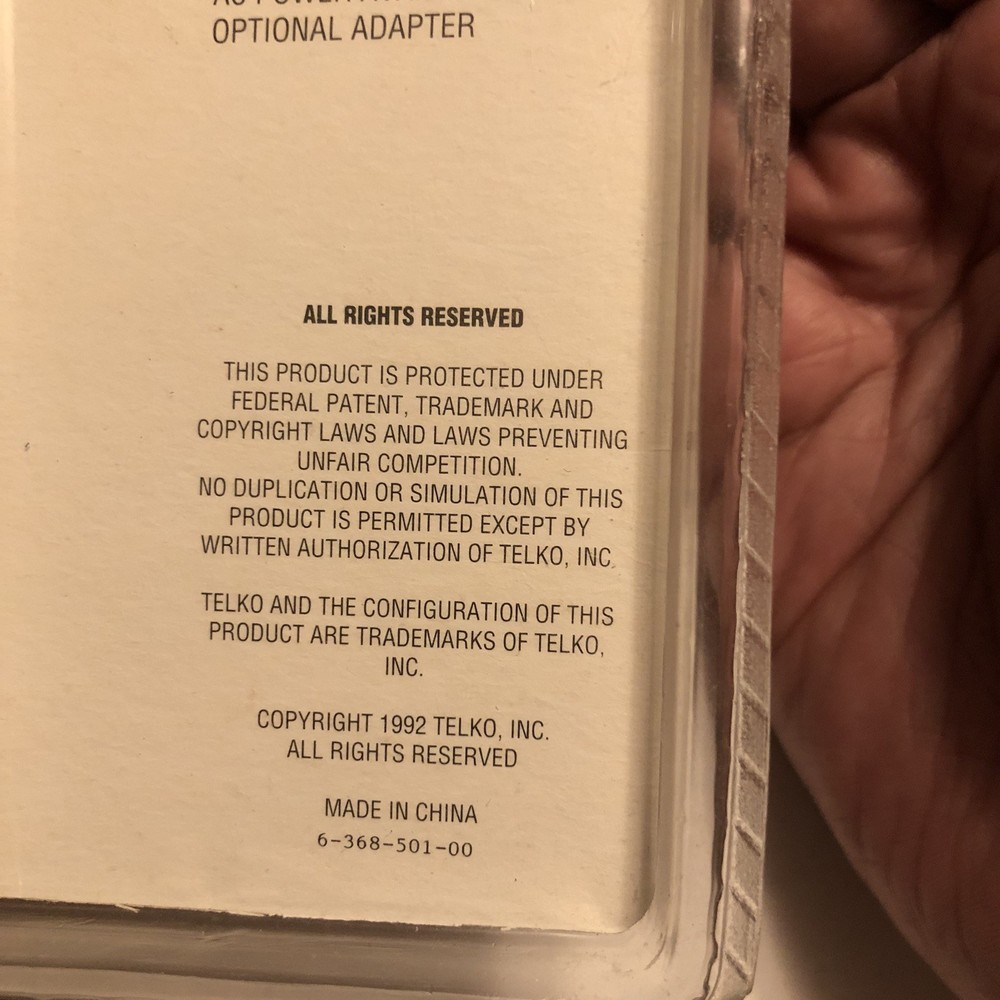 OPTIONAL ADAPTER
ALL RIGHTS RESERVED
THIS PRODUCT IS PROTECTED UNDER
FEDERAL PATENT, TRADEMARK AND
COPYRIGHT LAWS AND LAWS PREVENTING
UNFAIR COMPETITION.
NO DUPLICATION OR SIMULATION OF THIS
PRODUCT IS PERMITTED EXCEPT BY
WRITTEN AUTHORIZATION OF TELKO, INC.
TELKO AND THE CONFIGURATION OF THIS
PRODUCT ARE TRADEMARKS OF TELKO,
INC.
COPYRIGHT 1992 TELKO, INC.
ALL RIGHTS RESERVED
MADE IN CHINA
6-368-501-00